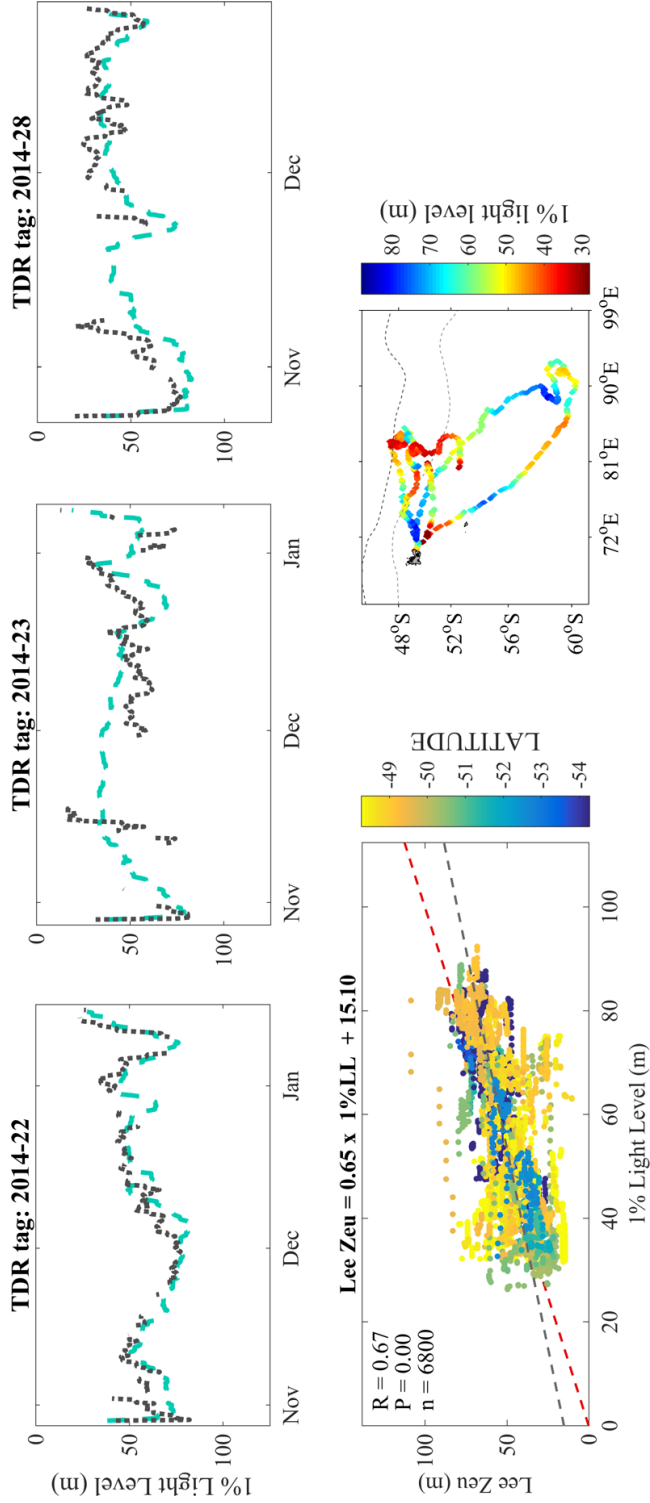 TDR tag: 2014-22
TDR tag: 2014-23
TDR tag: 2014-28
1% Light Level (m)
0
50
100
Nov
Dec
Jan
0
50
100
Nov
Dec
Jan
0
50
100
Nov
Dec
Lee Zeu = 0.65 x 1%LL + 15.10
R = 0.67
P = 0.00
n = 6800
Lee Zeu (m)
100
50
0
0
20
40
60
80
100
1% Light Level (m)
LATITUDE
-49
-50
-51
-52
-53
-54
48°S
52°S
56°S
60°S
72°E
81°E
90°E
99°E
1% light level (m)
80
70
60
50
40
30